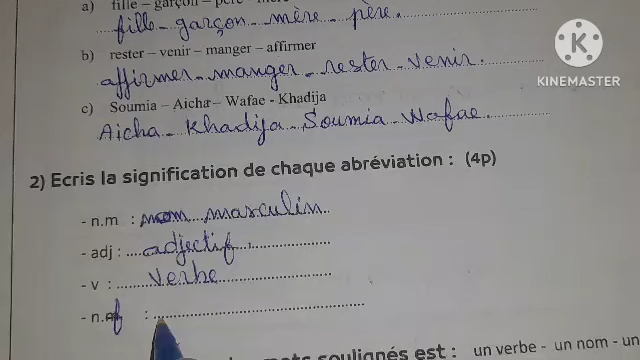 a) fille – garçon – père – mère
fille - garçon - mère - père.
b) rester – venir – manger – affirmer
affirmer - manger - rester - venir.
c) Soumia – Aicha – Wafae - Khadija
Aicha - Khadija - Soumia - Wafae.
KINEMASTER
2) Ecris la signification de chaque abréviation : (4p)
- n.m : nom masculin
- adj : adjectif
- v : Verbe
- n.f :
mots soulignés est : un verbe - un nom - un